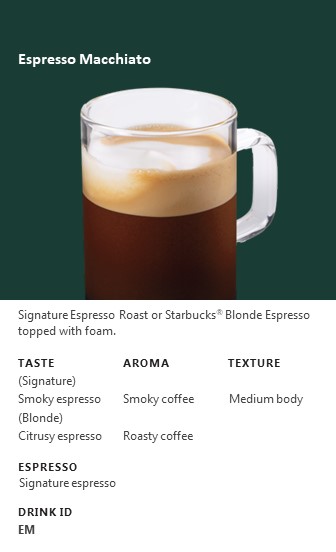 Espresso Macchiato
Signature Espresso Roast or Starbucks® Blonde Espresso
topped with foam.
TASTE AROMA TEXTURE
(Signature)
Smoky espresso Smoky coffee Medium body
(Blonde)
Citrusy espresso Roasty coffee
ESPRESSO
Signature espresso
DRINK ID
EM